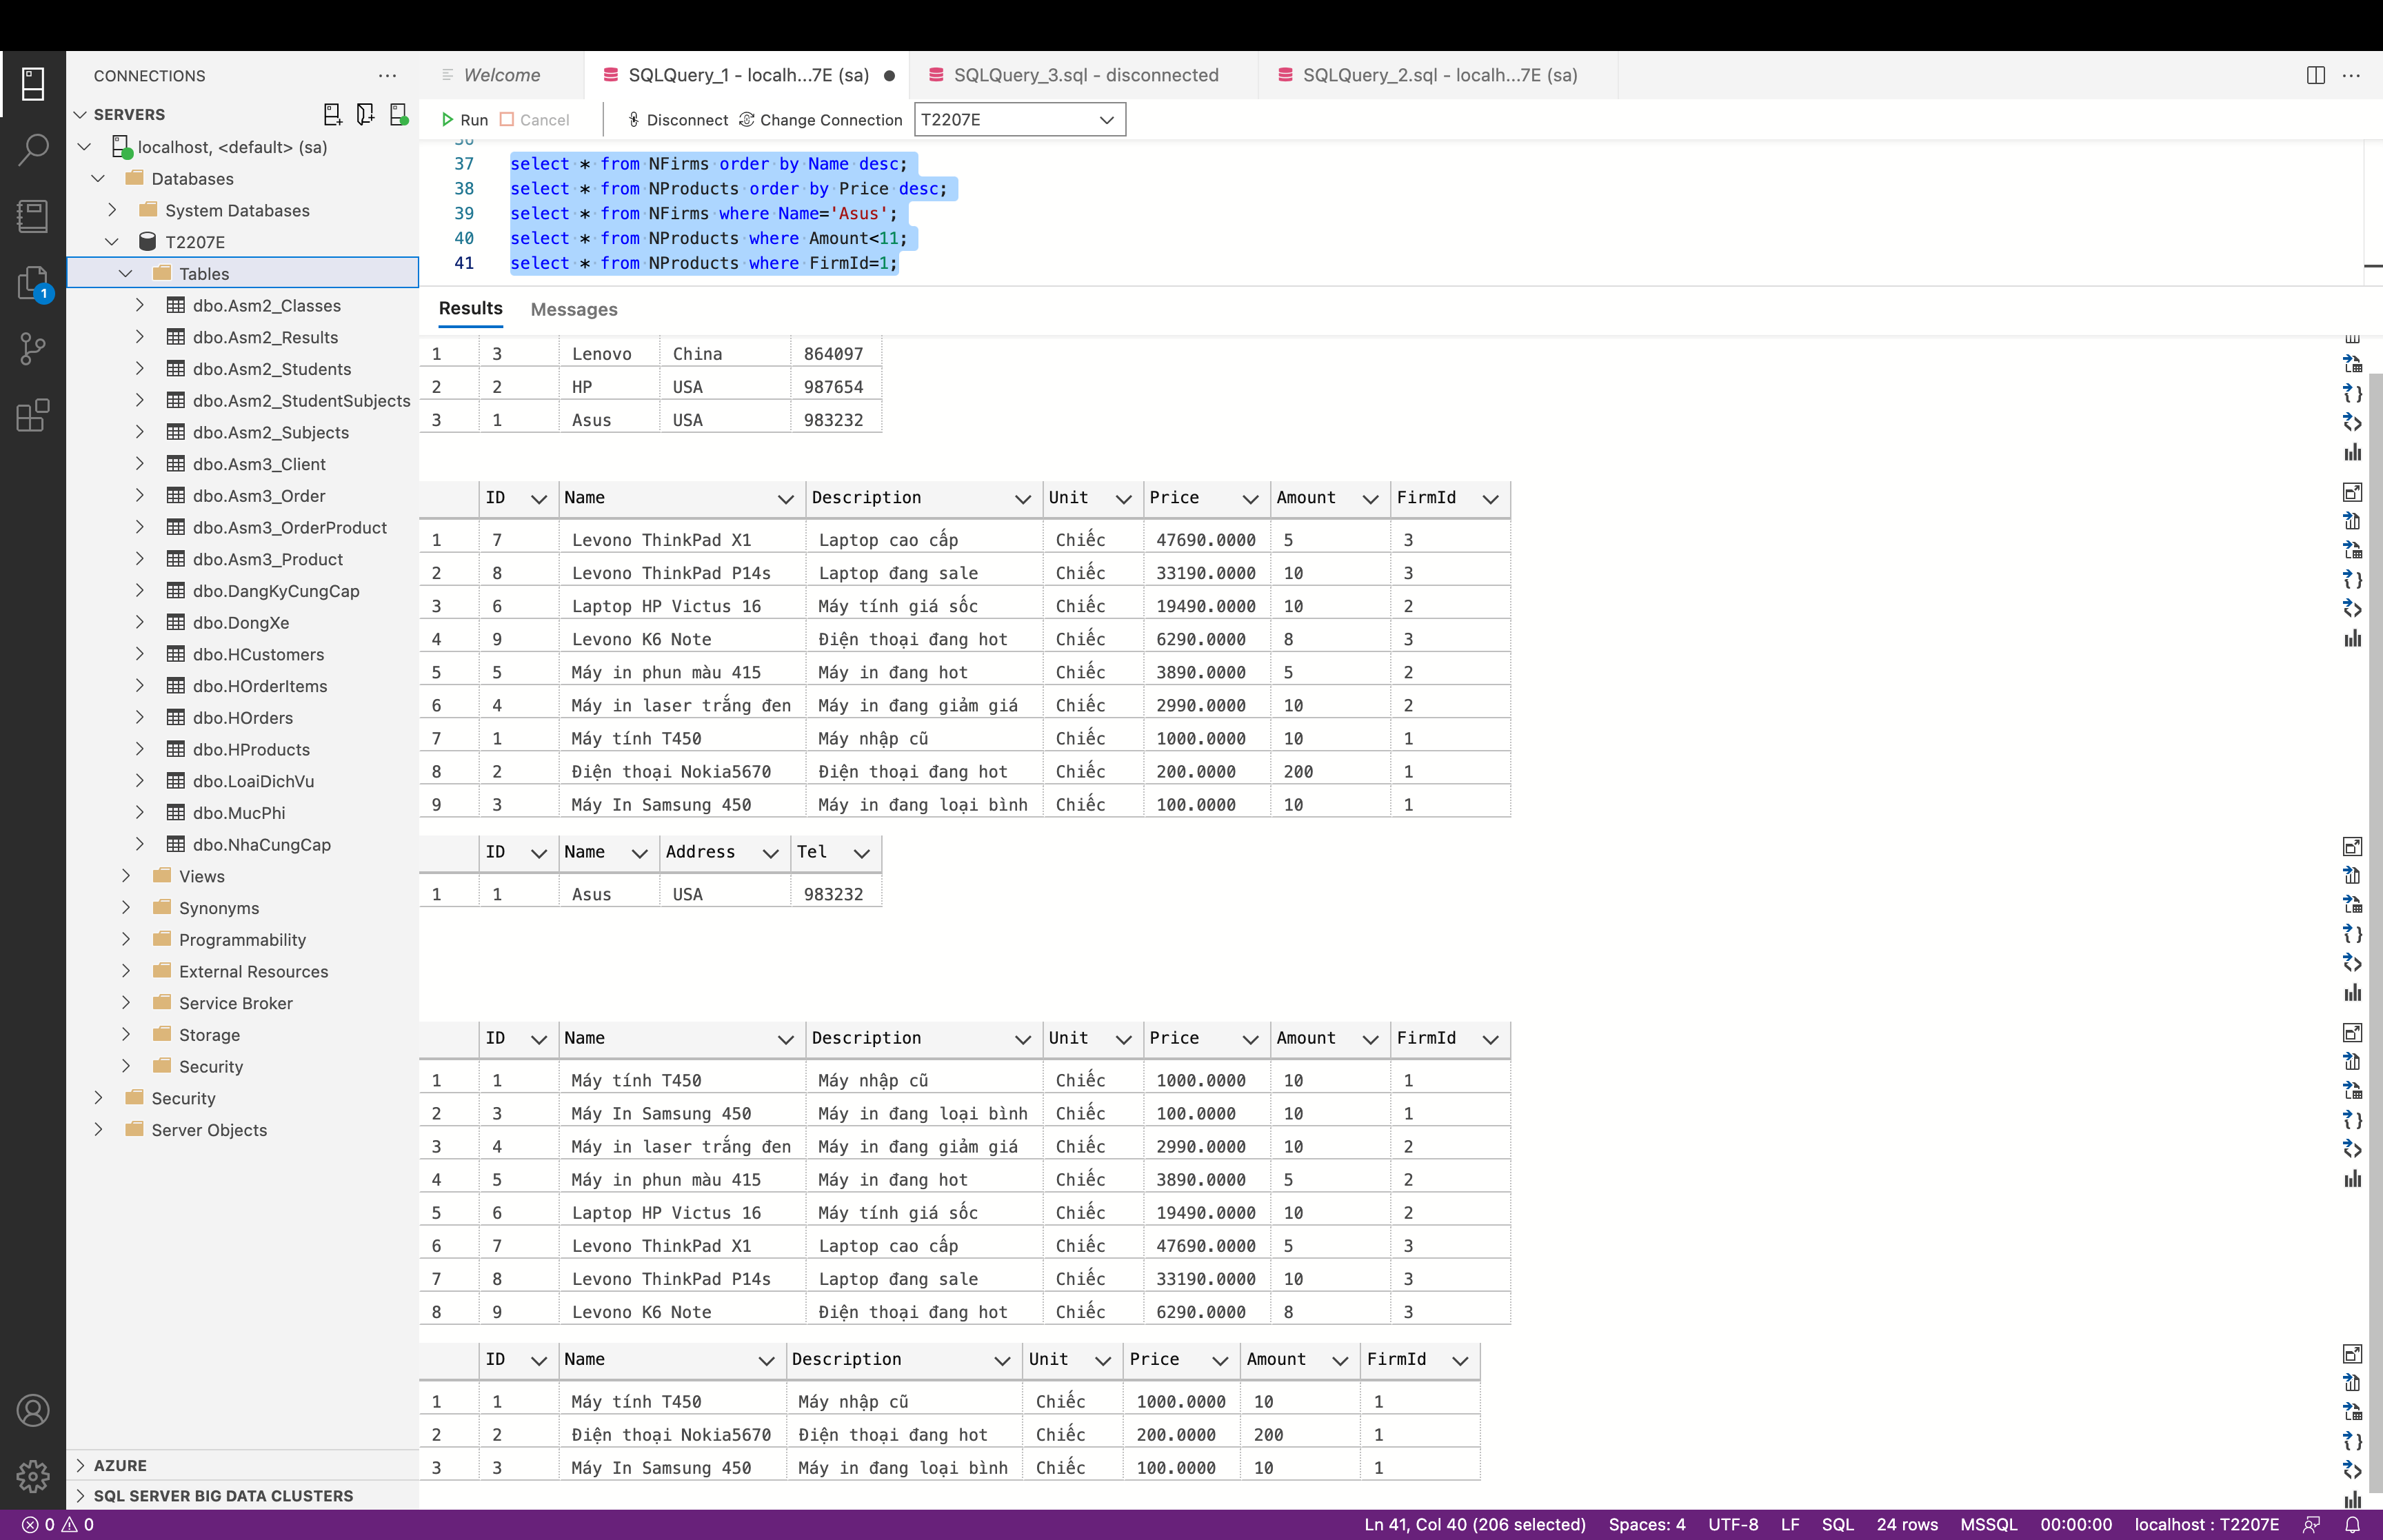 CONNECTIONS
SERVERS
localhost, <default> (sa)
Databases
System Databases
T2207E
Tables
dbo.Asm2_Classes
dbo.Asm2_Results
dbo.Asm2_Students
dbo.Asm2_StudentSubjects
dbo.Asm2_Subjects
dbo.Asm3_Client
dbo.Asm3_Order
dbo.Asm3_OrderProduct
dbo.Asm3_Product
dbo.DangKyCungCap
dbo.DongXe
dbo.HCustomers
dbo.HOrderItems
dbo.HOrders
dbo.HProducts
dbo.LoaiDichVu
dbo.MucPhi
dbo.NhaCungCap
Views
Synonyms
Programmability
External Resources
Service Broker
Storage
Security
Security
Server Objects
AZURE
SQL SERVER BIG DATA CLUSTERS
1
Welcome SQLQuery_1 - localh...7E (sa) SQLQuery_3.sql - disconnected SQLQuery_2.sql - localh...7E (sa)
Run Cancel Disconnect Change Connection T2207E
36
37 select * from NFirms order by Name desc;
38 select * from NProducts order by Price desc;
39 select * from NFirms where Name='Asus';
40 select * from NProducts where Amount<11;
41 select * from NProducts where FirmId=1;
Results Messages
1 3 Lenovo China 864097
2 2 HP USA 987654
3 1 Asus USA 983232
ID Name Description Unit Price Amount FirmId
1 7 Levono ThinkPad X1 Laptop cao cấp Chiếc 47690.0000 5 3
2 8 Levono ThinkPad P14s Laptop đang sale Chiếc 33190.0000 10 3
3 6 Laptop HP Victus 16 Máy tính giá sốc Chiếc 19490.0000 10 2
4 9 Levono K6 Note Điện thoại đang hot Chiếc 6290.0000 8 3
5 5 Máy in phun màu 415 Máy in đang hot Chiếc 3890.0000 5 2
6 4 Máy in laser trắng đen Máy in đang giảm giá Chiếc 2990.0000 10 2
7 1 Máy tính T450 Máy nhập cũ Chiếc 1000.0000 10 1
8 2 Điện thoại Nokia5670 Điện thoại đang hot Chiếc 200.0000 200 1
9 3 Máy In Samsung 450 Máy in đang loại bình Chiếc 100.0000 10 1
ID Name Address Tel
1 1 Asus USA 983232
ID Name Description Unit Price Amount FirmId
1 1 Máy tính T450 Máy nhập cũ Chiếc 1000.0000 10 1
2 3 Máy In Samsung 450 Máy in đang loại bình Chiếc 100.0000 10 1
3 4 Máy in laser trắng đen Máy in đang giảm giá Chiếc 2990.0000 10 2
4 5 Máy in phun màu 415 Máy in đang hot Chiếc 3890.0000 5 2
5 6 Laptop HP Victus 16 Máy tính giá sốc Chiếc 19490.0000 10 2
6 7 Levono ThinkPad X1 Laptop cao cấp Chiếc 47690.0000 5 3
7 8 Levono ThinkPad P14s Laptop đang sale Chiếc 33190.0000 10 3
8 9 Levono K6 Note Điện thoại đang hot Chiếc 6290.0000 8 3
ID Name Description Unit Price Amount FirmId
1 1 Máy tính T450 Máy nhập cũ Chiếc 1000.0000 10 1
2 2 Điện thoại Nokia5670 Điện thoại đang hot Chiếc 200.0000 200 1
3 3 Máy In Samsung 450 Máy in đang loại bình Chiếc 100.0000 10 1
0 0 Ln 41, Col 40 (206 selected) Spaces: 4 UTF-8 LF SQL 24 rows MSSQL 00:00:00 localhost : T2207E